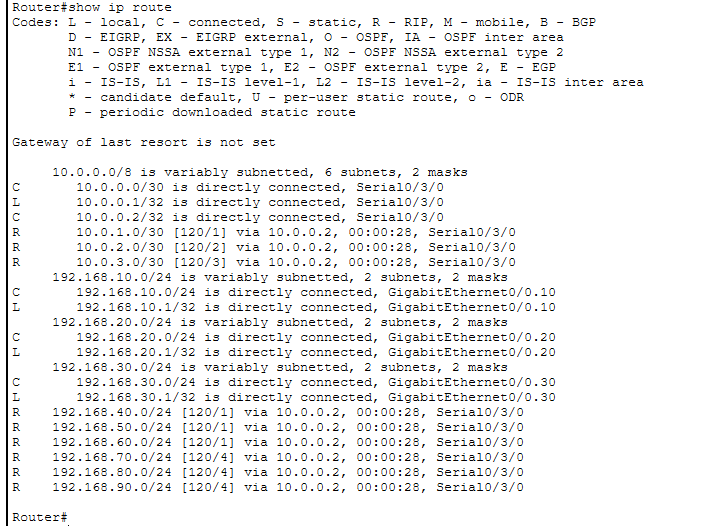 Router#show ip route
Codes: L - local, C - connected, S - static, R - RIP, M - mobile, B - BGP
D - EIGRP, EX - EIGRP external, O - OSPF, IA - OSPF inter area
N1 - OSPF NSSA external type 1, N2 - OSPF NSSA external type 2
E1 - OSPF external type 1, E2 - OSPF external type 2, E - EGP
i - IS-IS, L1 - IS-IS level-1, L2 - IS-IS level-2, ia - IS-IS inter area
* - candidate default, U - per-user static route, o - ODR
P - periodic downloaded static route
Gateway of last resort is not set
10.0.0.0/8 is variably subnetted, 6 subnets, 2 masks
C 10.0.0.0/30 is directly connected, Serial0/3/0
L 10.0.0.1/32 is directly connected, Serial0/3/0
C 10.0.0.2/32 is directly connected, Serial0/3/0
R 10.0.1.0/30 [120/1] via 10.0.0.2, 00:00:28, Serial0/3/0
R 10.0.2.0/30 [120/2] via 10.0.0.2, 00:00:28, Serial0/3/0
R 10.0.3.0/30 [120/3] via 10.0.0.2, 00:00:28, Serial0/3/0
192.168.10.0/24 is variably subnetted, 2 subnets, 2 masks
C 192.168.10.0/24 is directly connected, GigabitEthernet0/0.10
L 192.168.10.1/32 is directly connected, GigabitEthernet0/0.10
192.168.20.0/24 is variably subnetted, 2 subnets, 2 masks
C 192.168.20.0/24 is directly connected, GigabitEthernet0/0.20
L 192.168.20.1/32 is directly connected, GigabitEthernet0/0.20
192.168.30.0/24 is variably subnetted, 2 subnets, 2 masks
C 192.168.30.0/24 is directly connected, GigabitEthernet0/0.30
L 192.168.30.1/32 is directly connected, GigabitEthernet0/0.30
R 192.168.40.0/24 [120/1] via 10.0.0.2, 00:00:28, Serial0/3/0
R 192.168.50.0/24 [120/1] via 10.0.0.2, 00:00:28, Serial0/3/0
R 192.168.60.0/24 [120/1] via 10.0.0.2, 00:00:28, Serial0/3/0
R 192.168.70.0/24 [120/4] via 10.0.0.2, 00:00:28, Serial0/3/0
R 192.168.80.0/24 [120/4] via 10.0.0.2, 00:00:28, Serial0/3/0
R 192.168.90.0/24 [120/4] via 10.0.0.2, 00:00:28, Serial0/3/0
Router#